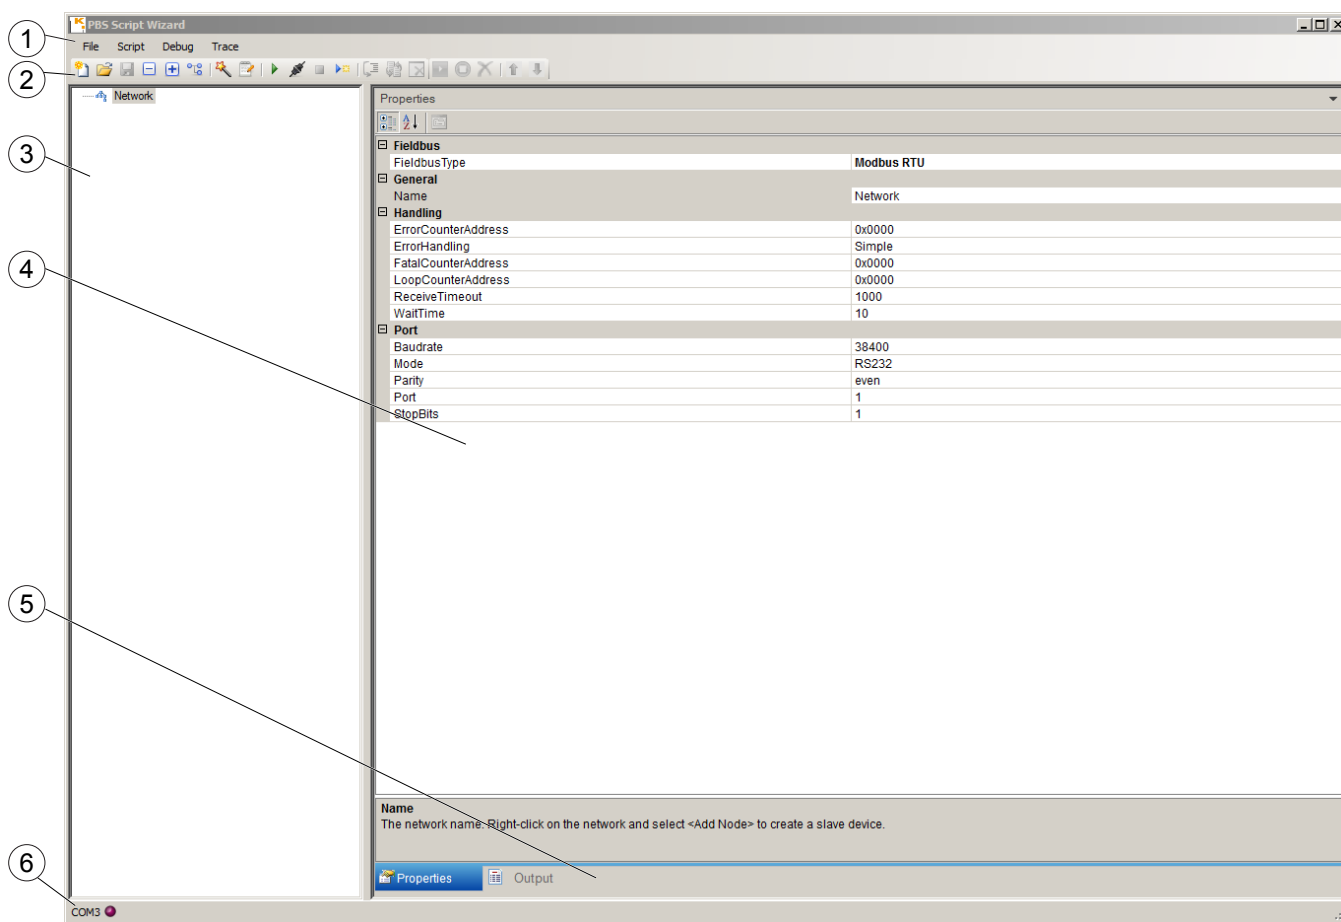 PBS Script Wizard
1
File Script Debug Trace
2
Network
Properties
3
Fieldbus
FieldbusType Modbus RTU
General
Name Network
Handling
ErrorCounterAddress 0x0000
ErrorHandling Simple
4
FatalCounterAddress 0x0000
LoopCounterAddress 0x0000
ReceiveTimeout 1000
WaitTime 10
Port
Baudrate 38400
Mode RS232
Parity even
Port 1
StopBits 1
5
Name
The network name. Right-click on the network and select <Add Node> to create a slave device.
6
Properties Output
COM3